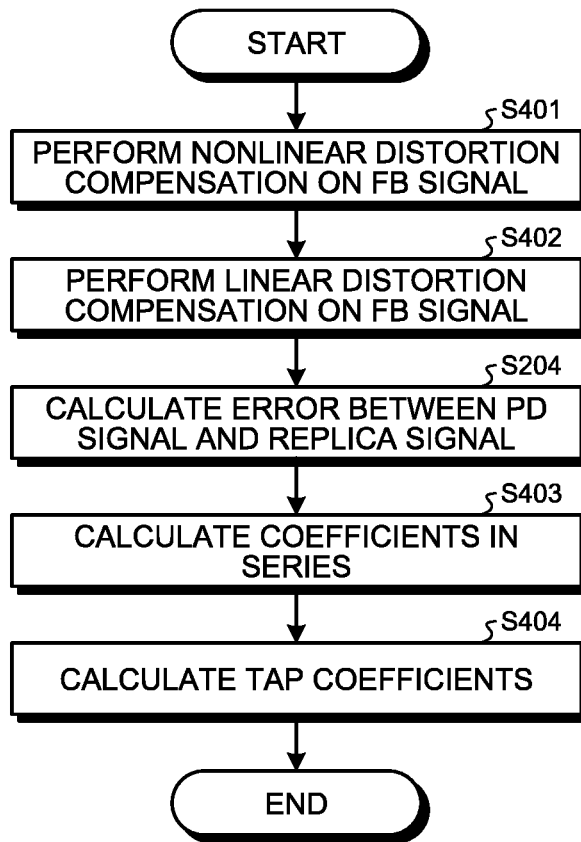 START
S401
PERFORM NONLINEAR DISTORTION
COMPENSATION ON FB SIGNAL
S402
PERFORM LINEAR DISTORTION
COMPENSATION ON FB SIGNAL
S204
CALCULATE ERROR BETWEEN PD
SIGNAL AND REPLICA SIGNAL
S403
CALCULATE COEFFICIENTS IN
SERIES
S404
CALCULATE TAP COEFFICIENTS
END